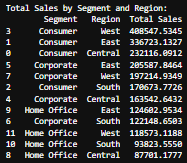 Total Sales by Segment and Region:
Segment Region Total Sales
3 Consumer West 408547.5345
1 Consumer East 336723.1327
0 Consumer Central 232116.0912
5 Corporate East 205587.8464
7 Corporate West 197214.9349
2 Consumer South 170673.7726
4 Corporate Central 163542.6432
9 Home Office East 124602.9534
6 Corporate South 122148.6503
11 Home Office West 118573.1188
10 Home Office South 93823.5556
8 Home Office Central 87701.1777